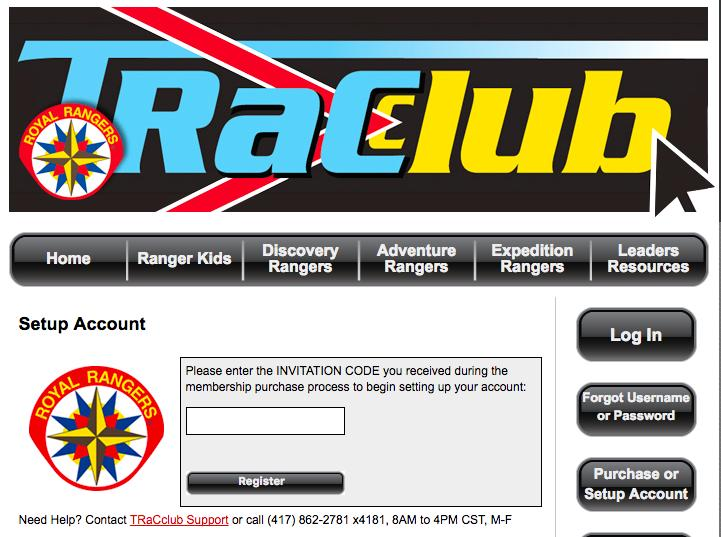 TRaCclub
ROYAL RANGERS
Home
Ranger Kids
Discovery
Rangers
Adventure
Rangers
Expedition
Rangers
Leaders
Resources
Setup Account
ROYAL RANGERS
Please enter the INVITATION CODE you received during the
membership purchase process to begin setting up your account:
Register
Need Help? Contact TRaCclub Support or call (417) 862-2781 x4181, 8AM to 4PM CST, M-F
Log In
Forgot Username
or Password
Purchase or
Setup Account